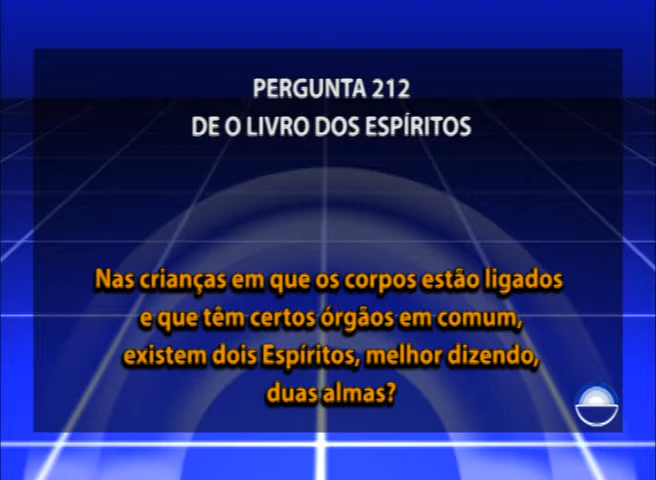 PERGUNTA 212
DE O LIVRO DOS ESPÍRITOS
Nas crianças em que os corpos estão ligados
e que têm certos órgãos em comum,
existem dois Espíritos, melhor dizendo,
duas almas?